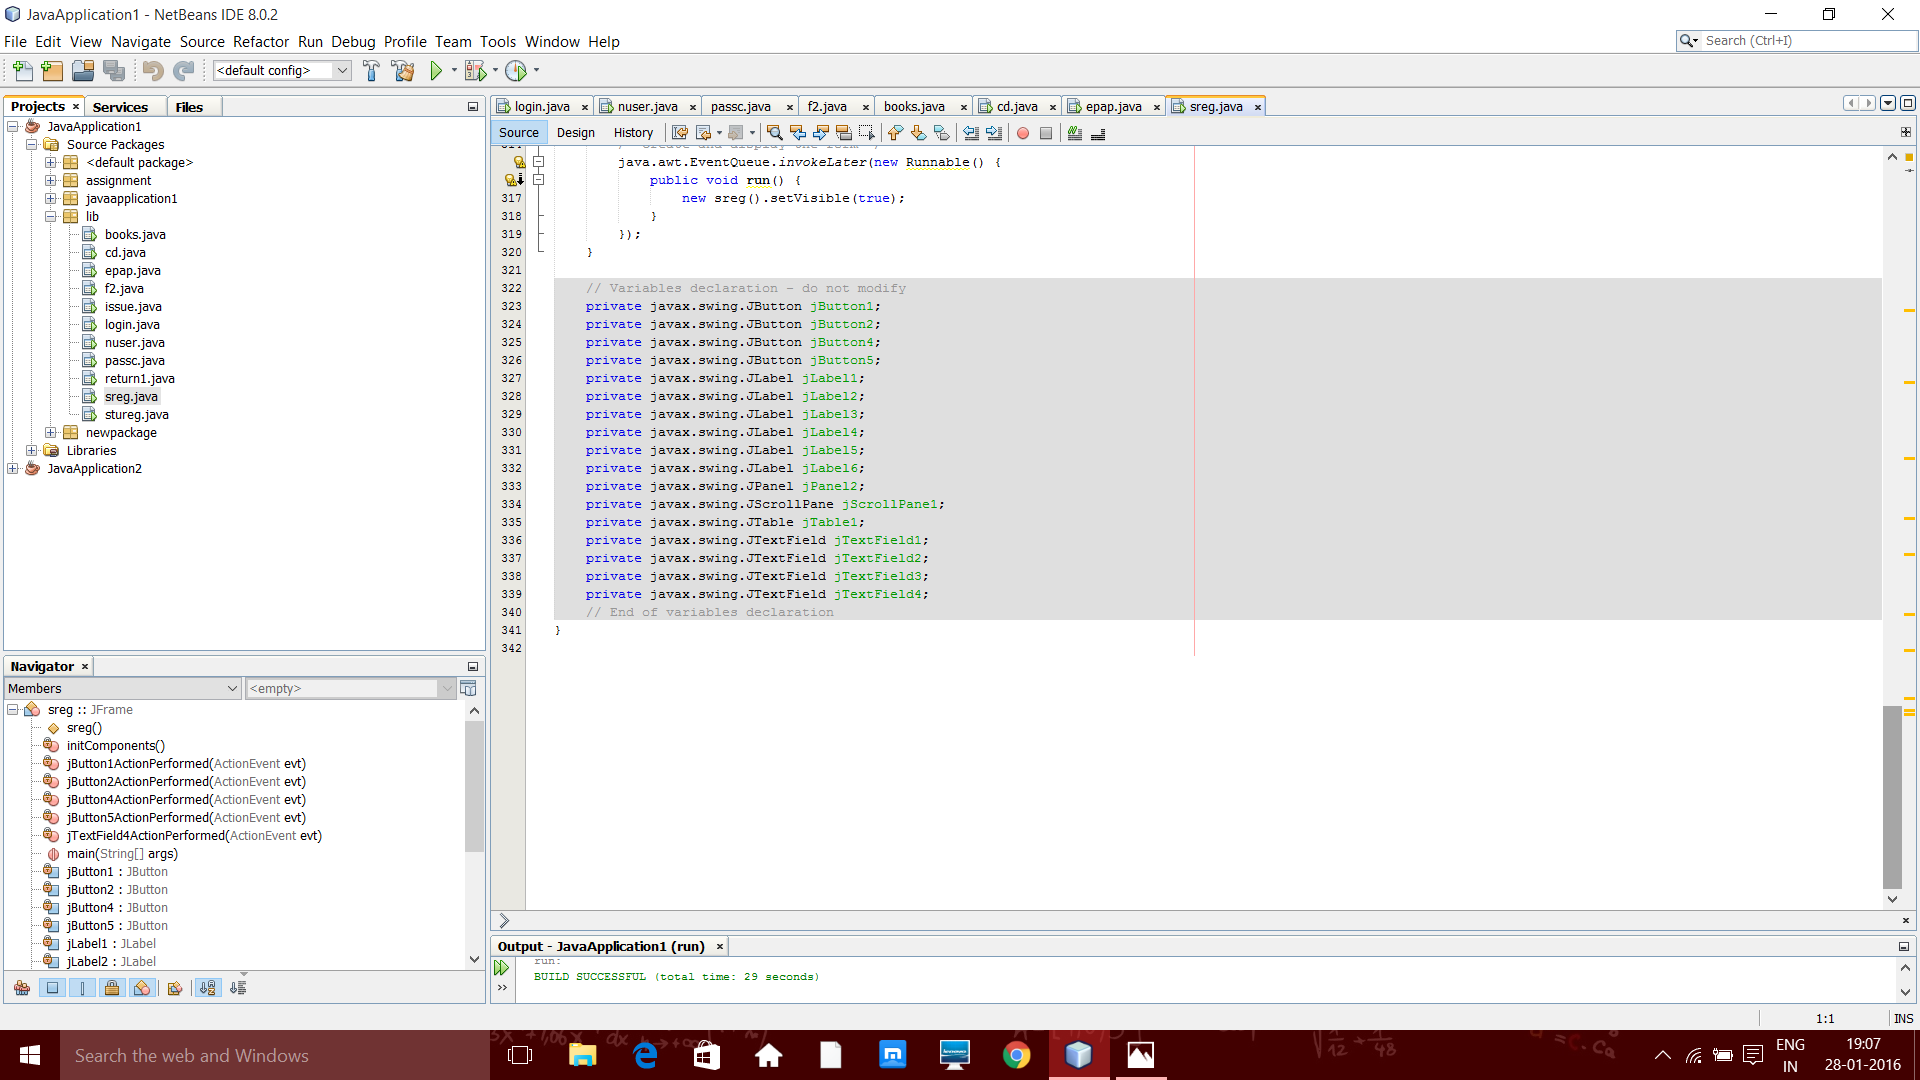 JavaApplication1 - NetBeans IDE 8.0.2
File Edit View Navigate Source Refactor Run Debug Profile Team Tools Window Help
Search (Ctrl+I)
<default config>
Projects Services Files
JavaApplication1
Source Packages
<default package>
assignment
javaapplication1
lib
books.java
cd.java
epap.java
f2.java
issue.java
login.java
nuser.java
passc.java
return1.java
sreg.java
stureg.java
newpackage
Libraries
JavaApplication2
Navigator
Members
<empty>
sreg :: JFrame
sreg()
initComponents()
jButton1ActionPerformed(ActionEvent evt)
jButton2ActionPerformed(ActionEvent evt)
jButton4ActionPerformed(ActionEvent evt)
jButton5ActionPerformed(ActionEvent evt)
jTextField4ActionPerformed(ActionEvent evt)
main(String[] args)
jButton1 : JButton
jButton2 : JButton
jButton4 : JButton
jButton5 : JButton
jLabel1 : JLabel
jLabel2 : JLabel
login.java nuser.java passc.java f2.java books.java cd.java epap.java sreg.java
Source Design History
java.awt.EventQueue.invokeLater(new Runnable() {
public void run() {
317 new sreg().setVisible(true);
318 }
319 });
320 }
321
322 // Variables declaration - do not modify
323 private javax.swing.JButton jButton1;
324 private javax.swing.JButton jButton2;
325 private javax.swing.JButton jButton4;
326 private javax.swing.JButton jButton5;
327 private javax.swing.JLabel jLabel1;
328 private javax.swing.JLabel jLabel2;
329 private javax.swing.JLabel jLabel3;
330 private javax.swing.JLabel jLabel4;
331 private javax.swing.JLabel jLabel5;
332 private javax.swing.JLabel jLabel6;
333 private javax.swing.JPanel jPanel2;
334 private javax.swing.JScrollPane jScrollPane1;
335 private javax.swing.JTable jTable1;
336 private javax.swing.JTextField jTextField1;
337 private javax.swing.JTextField jTextField2;
338 private javax.swing.JTextField jTextField3;
339 private javax.swing.JTextField jTextField4;
340 // End of variables declaration
341 }
342
Output - JavaApplication1 (run)
run:
BUILD SUCCESSFUL (total time: 29 seconds)
1:1 INS
Search the web and Windows
ENG
IN
19:07
28-01-2016